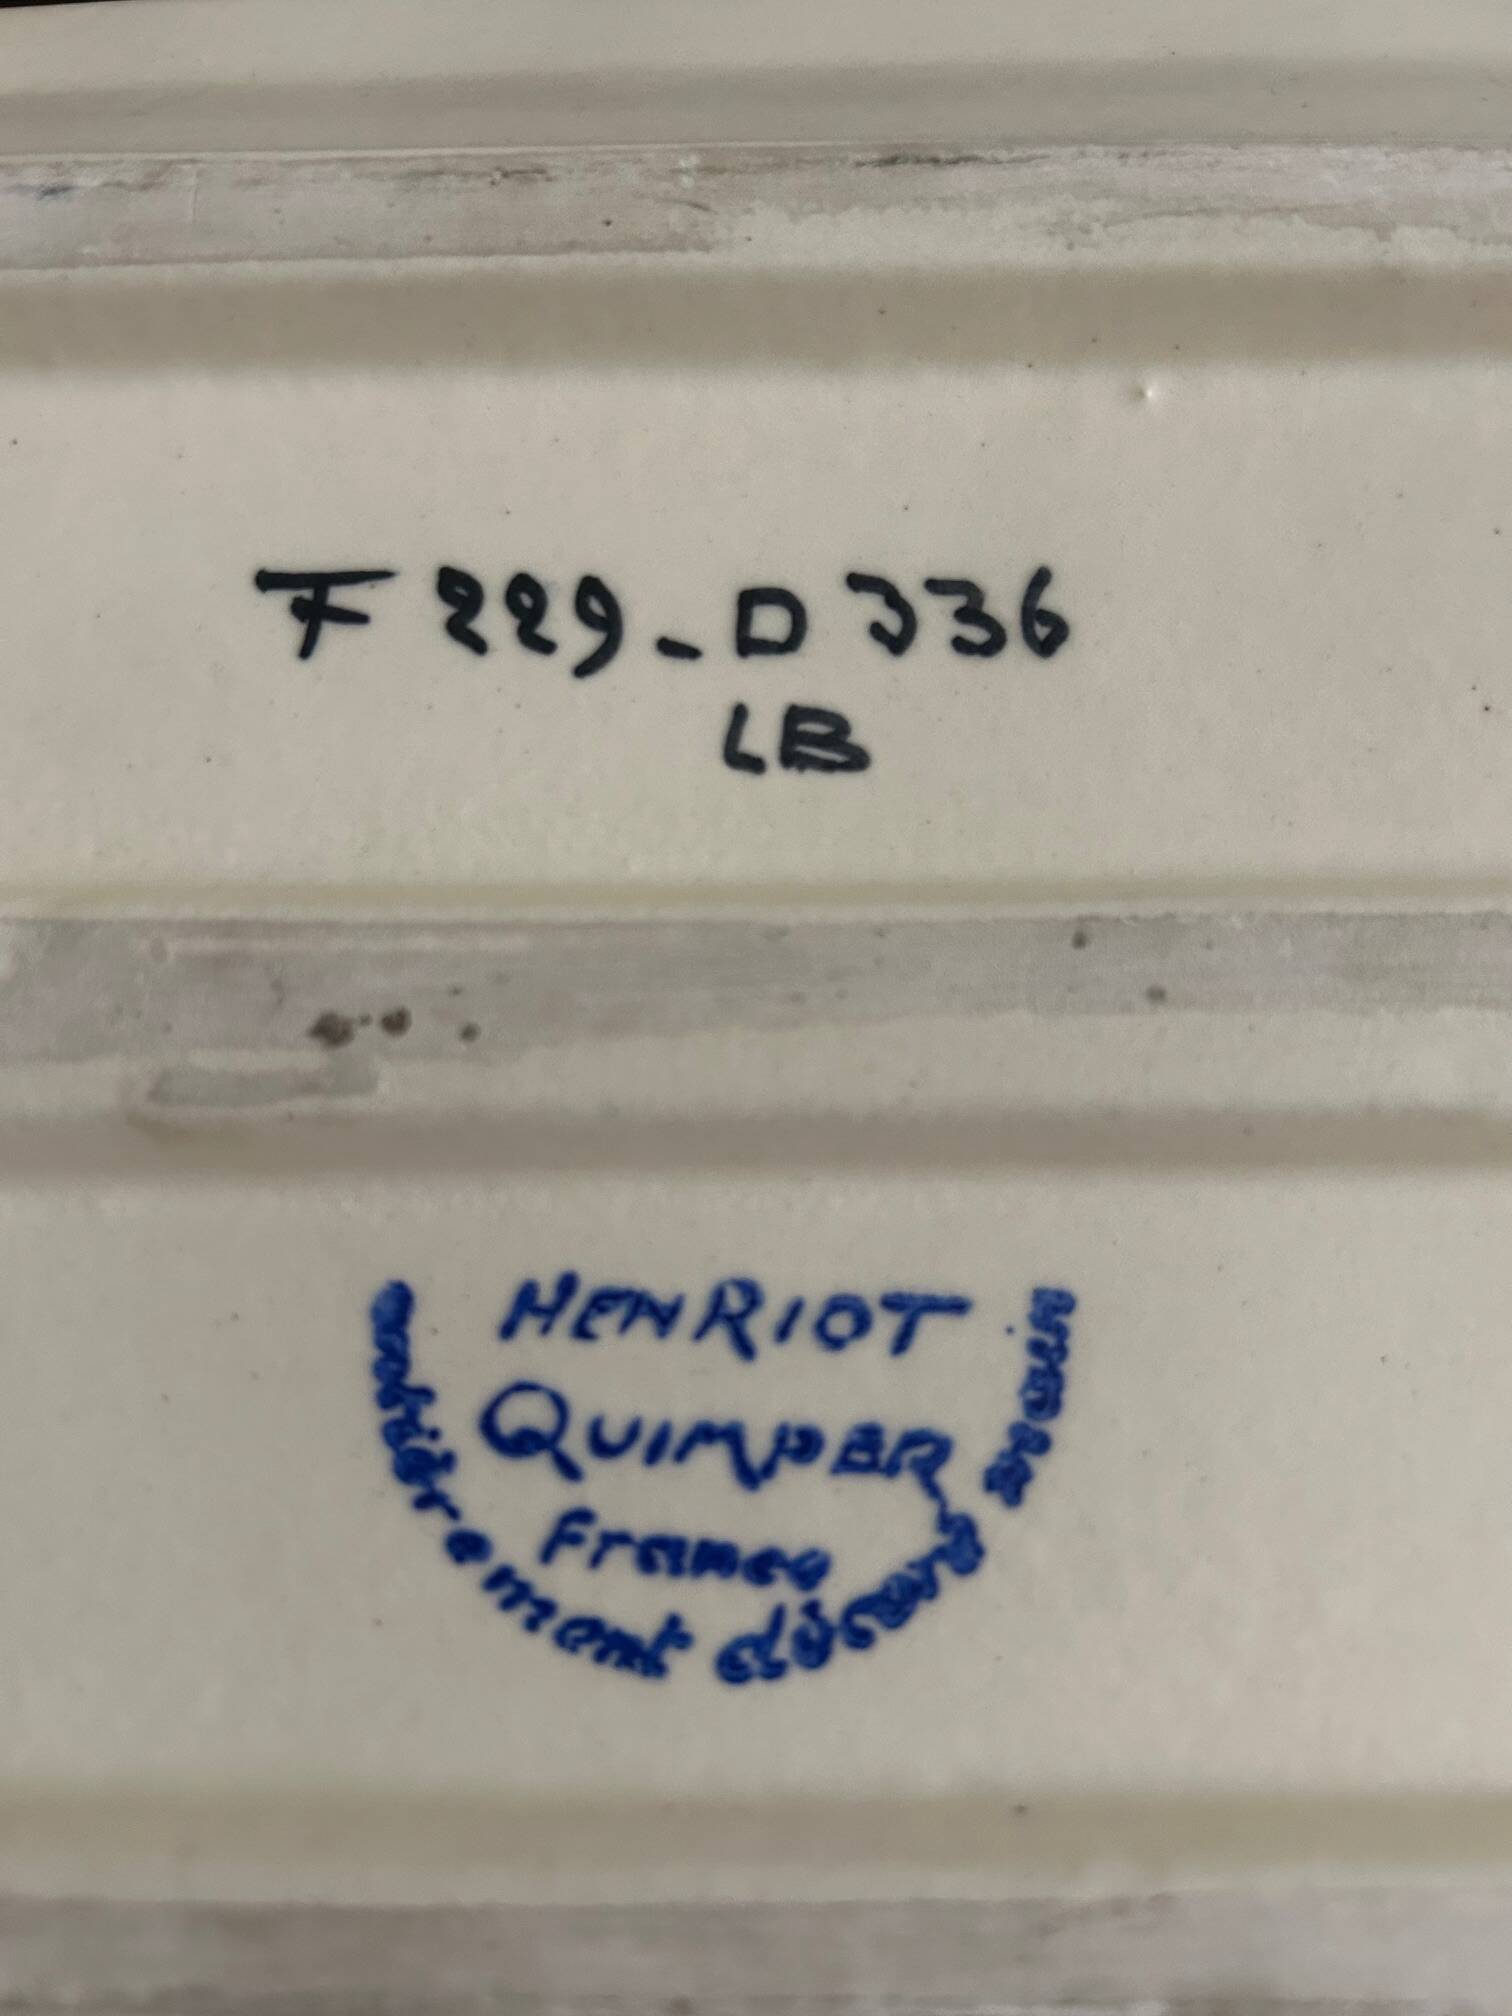 F 229 - D 336
LB
HENRIOT
QUIMPER
France
entièrement décoré main